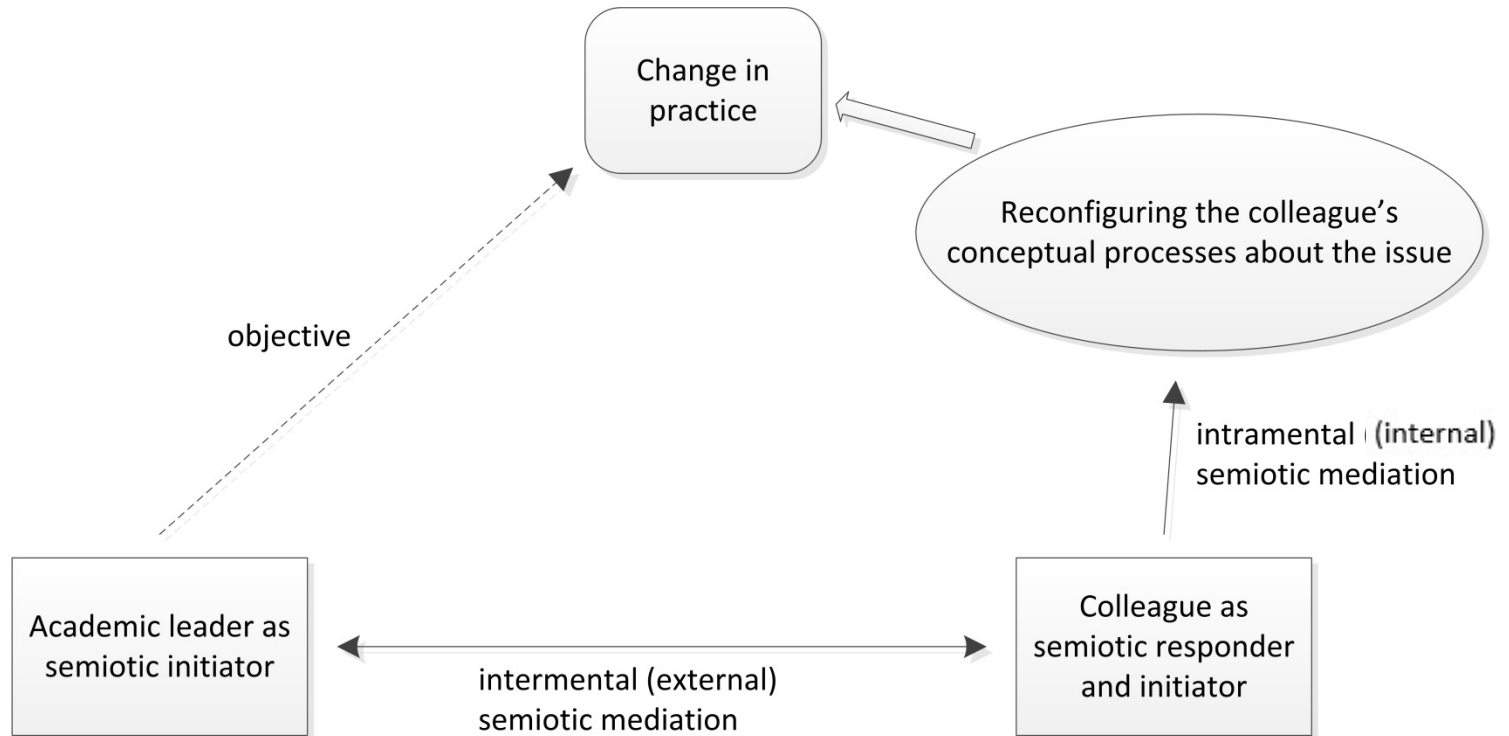 Change in
practice
Reconfiguring the colleague’s
conceptual processes about the issue
objective
intramental (internal)
semiotic mediation
Academic leader as
semiotic initiator
intermental (external)
semiotic mediation
Colleague as
semiotic responder
and initiator